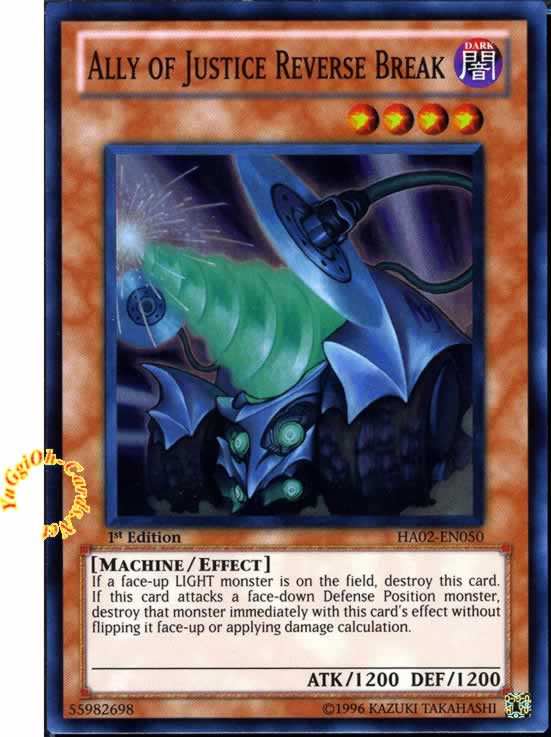 ALLY OF JUSTICE REVERSE BREAK
DARK
闇
YuGgiOh-Cards.Net
1st Edition
HA02-EN050
[MACHINE/EFFECT]
If a face-up LIGHT monster is on the field, destroy this card.
If this card attacks a face-down Defense Position monster,
destroy that monster immediately with this card's effect without
flipping it face-up or applying damage calculation.
ATK/1200 DEF/1200
55982698
©1996 KAZUKI TAKAHASHI